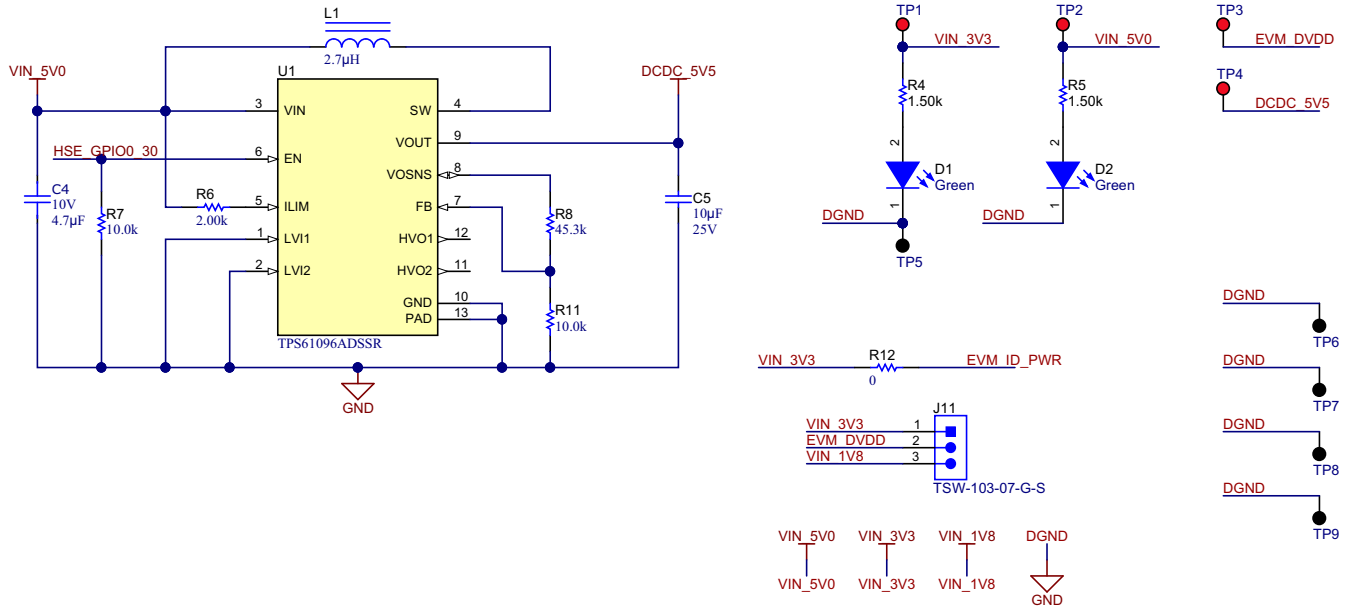 L1
2.7µH
VIN_5V0
U1
TPS61096ADSSR
3 VIN
6 EN
5 ILIM
1 LVI1
2 LVI2
SW 4
VOUT 9
VOSNS 8
FB 7
HVO1 12
HVO2 11
GND 10
PAD 13
HSE_GPIO0_30
C4
10V
4.7µF
R7
10.0k
R6
2.00k
R8
45.3k
R11
10.0k
DCDC_5V5
C5
10µF
25V
GND
TP1
VIN_3V3
R4
1.50k
2
D1
Green
1
DGND
TP5
TP2
VIN_5V0
R5
1.50k
2
D2
Green
1
DGND
TP3
EVM_DVDD
TP4
DCDC_5V5
DGND
TP6
DGND
TP7
DGND
TP8
DGND
TP9
VIN_3V3
R12
0
EVM_ID_PWR
J11
VIN_3V3 1
EVM_DVDD 2
VIN_1V8 3
TSW-103-07-G-S
VIN_5V0 VIN_3V3 VIN_1V8 DGND
VIN_5V0 VIN_3V3 VIN_1V8
GND